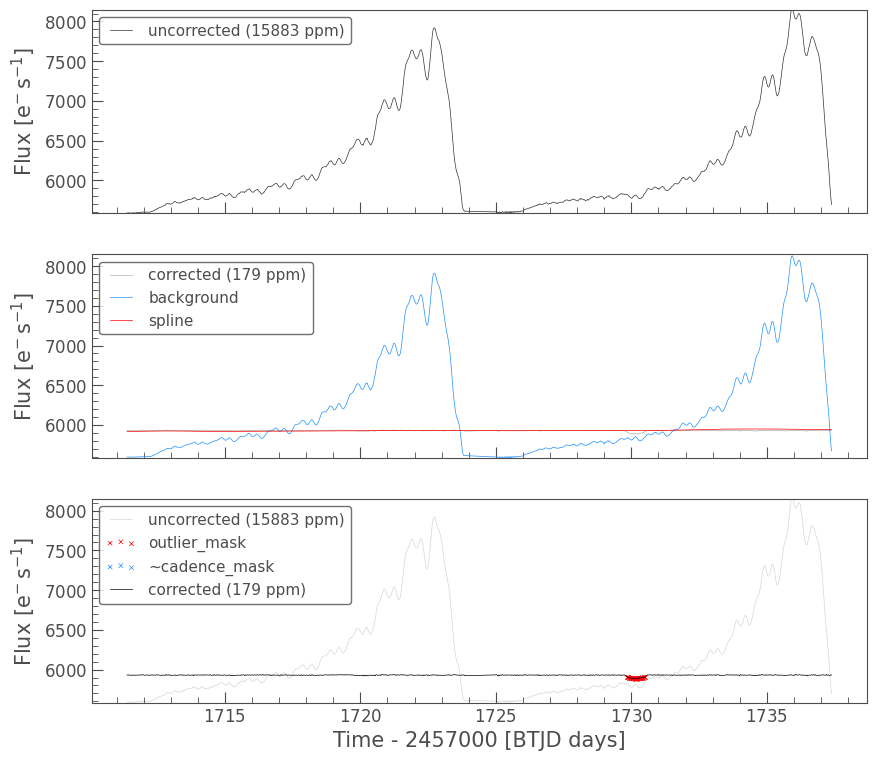 uncorrected (15883 ppm)
8000
7500
7000
6500
6000
Flux [e⁻ s⁻¹]
corrected (179 ppm)
background
spline
8000
7500
7000
6500
6000
Flux [e⁻ s⁻¹]
uncorrected (15883 ppm)
outlier_mask
~cadence_mask
corrected (179 ppm)
8000
7500
7000
6500
6000
Flux [e⁻ s⁻¹]
1715 1720 1725 1730 1735
Time - 2457000 [BTJD days]